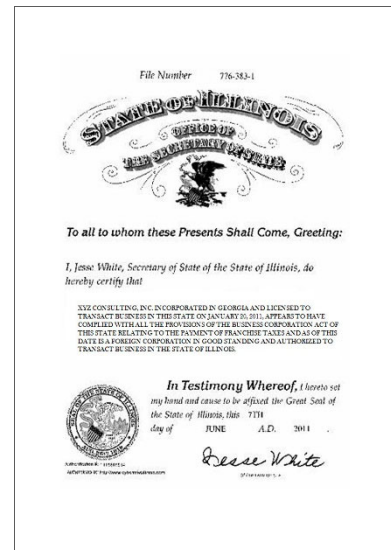 File Number 776-383-1
STATE OF ILLINOIS
OFFICE OF
THE SECRETARY OF STATE
To all to whom these Presents Shall Come, Greeting:
I, Jesse White, Secretary of State of the State of Illinois, do
hereby certify that
XYZ CONSULTING, INC. INCORPORATED IN GEORGIA AND LICENSED TO
TRANSACT BUSINESS IN THIS STATE ON JANUARY 20, 2011, APPEARS TO HAVE
COMPLIED WITH ALL THE PROVISIONS OF THE BUSINESS CORPORATION ACT OF
THIS STATE RELATING TO THE PAYMENT OF FRANCHISE TAXES AND AS OF THIS
DATE IS A FOREIGN CORPORATION IN GOOD STANDING AND AUTHORIZED TO
TRANSACT BUSINESS IN THE STATE OF ILLINOIS.
In Testimony Whereof, I hereto set
my hand and cause to be affixed the Great Seal of
the State of Illinois, this 7TH
day of JUNE A.D. 2011 .
Jesse White